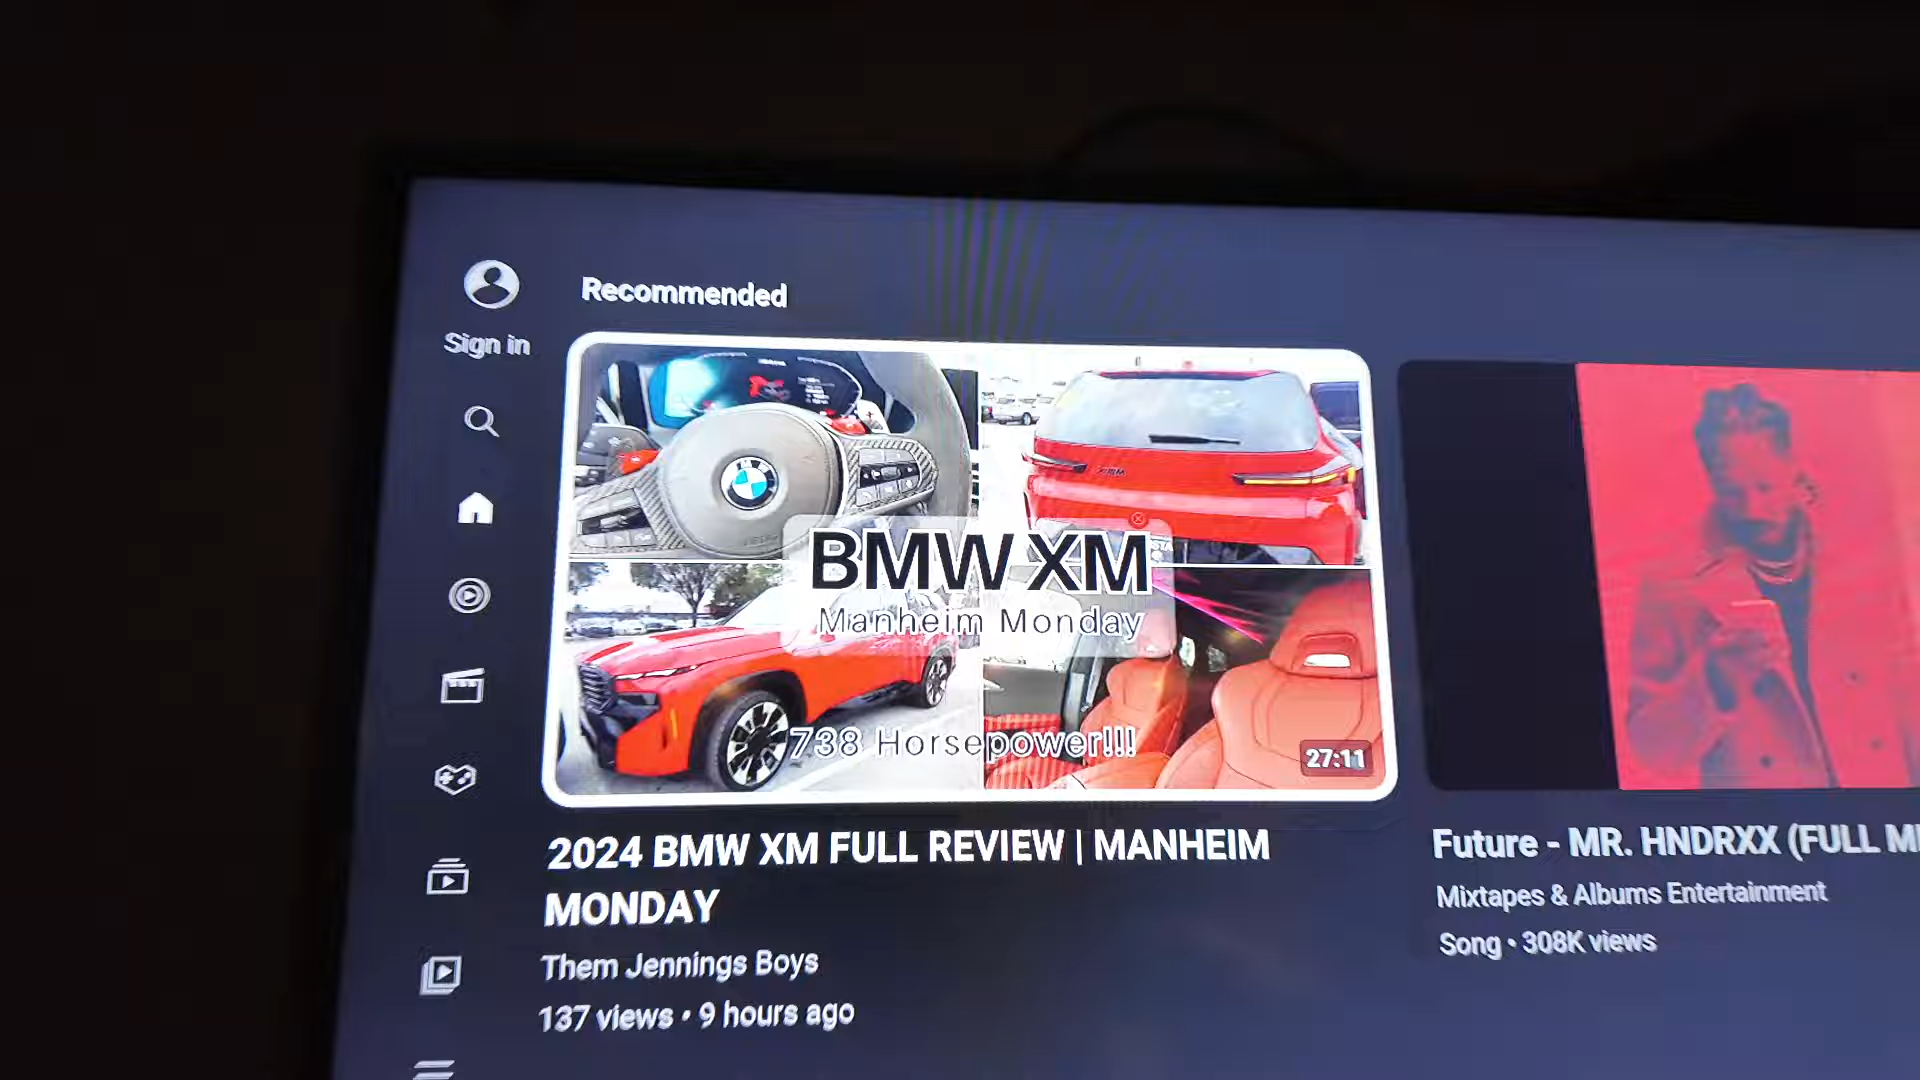 Recommended
Sign in
BMW XM
Manheim Monday
738 Horsepower!!!
27:11
2024 BMW XM FULL REVIEW | MANHEIM
MONDAY
Them Jennings Boys
137 views • 9 hours ago
Future - MR. HNDRXX (FULL
Mixtapes & Albums Entertainment
Song • 308K views